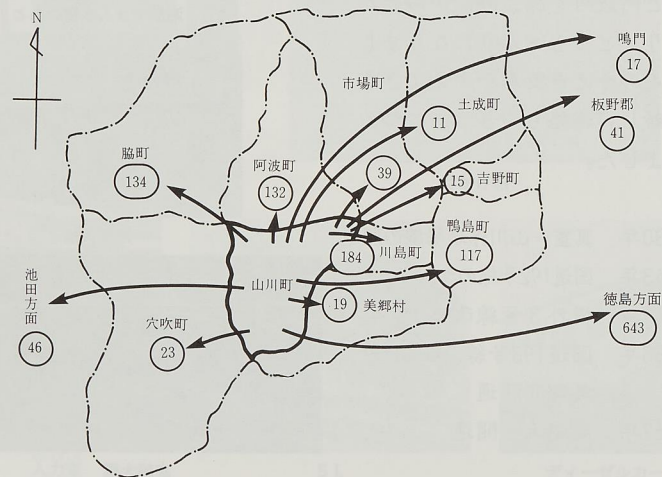 N
鳴門
17
市場町
土成町
11
板野郡
41
脇町
134
阿波町
132
39
15
吉野町
184
川島町
鴨島町
117
池田方面
46
山川町
19
美郷村
穴吹町
23
徳島方面
643